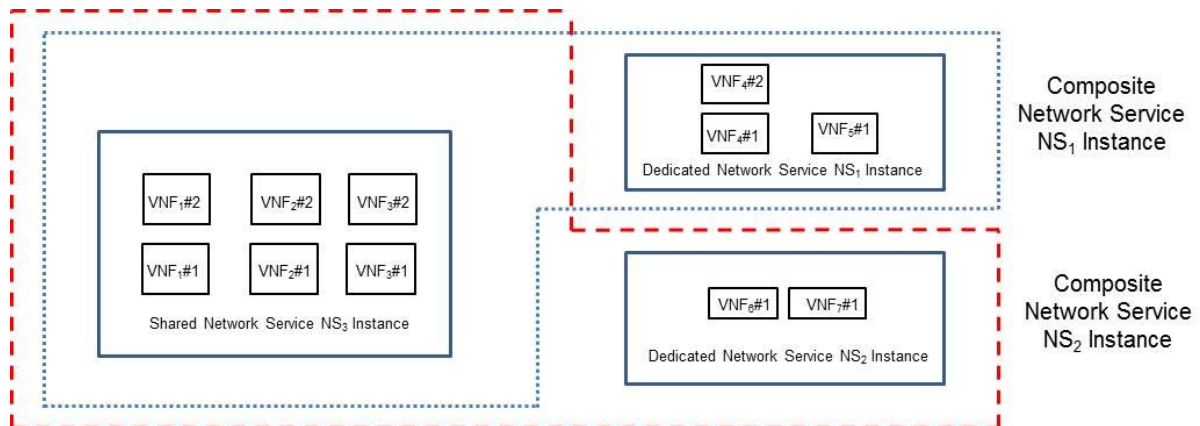 VNF₄#2
VNF₄#1 VNF₅#1
Dedicated Network Service NS₁ Instance
Composite
Network Service
NS₁ Instance
VNF₁#2 VNF₂#2 VNF₃#2
VNF₁#1 VNF₂#1 VNF₃#1
Shared Network Service NS₃ Instance
VNF₆#1 VNF₇#1
Dedicated Network Service NS₂ Instance
Composite
Network Service
NS₂ Instance